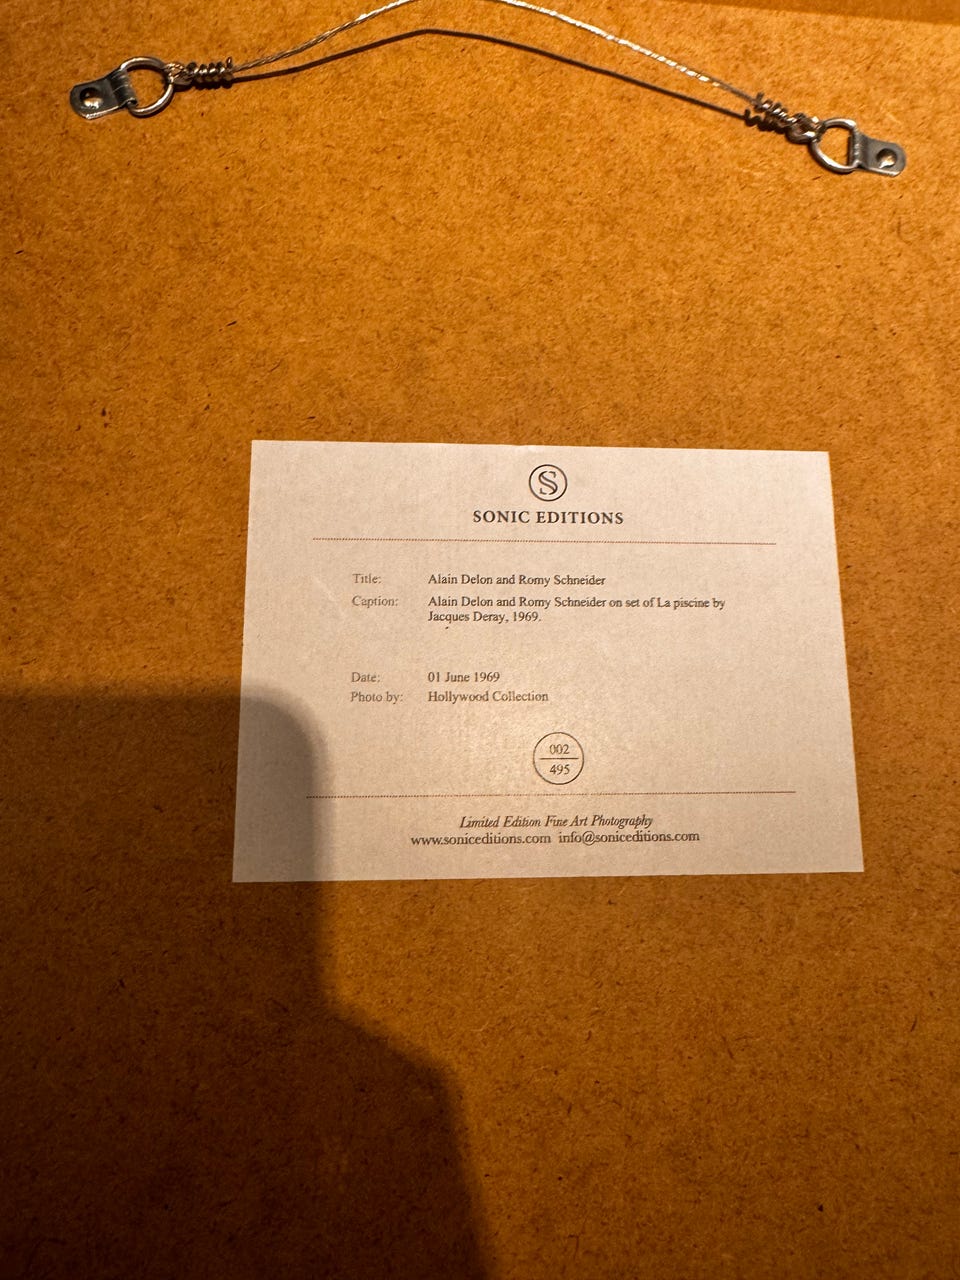 S
SONIC EDITIONS
Title: Alain Delon and Romy Schneider
Caption: Alain Delon and Romy Schneider on set of La piscine by
Jacques Deray, 1969.
Date: 01 June 1969
Photo by: Hollywood Collection
002
495
Limited Edition Fine Art Photography
www.soniceditions.com info@soniceditions.com